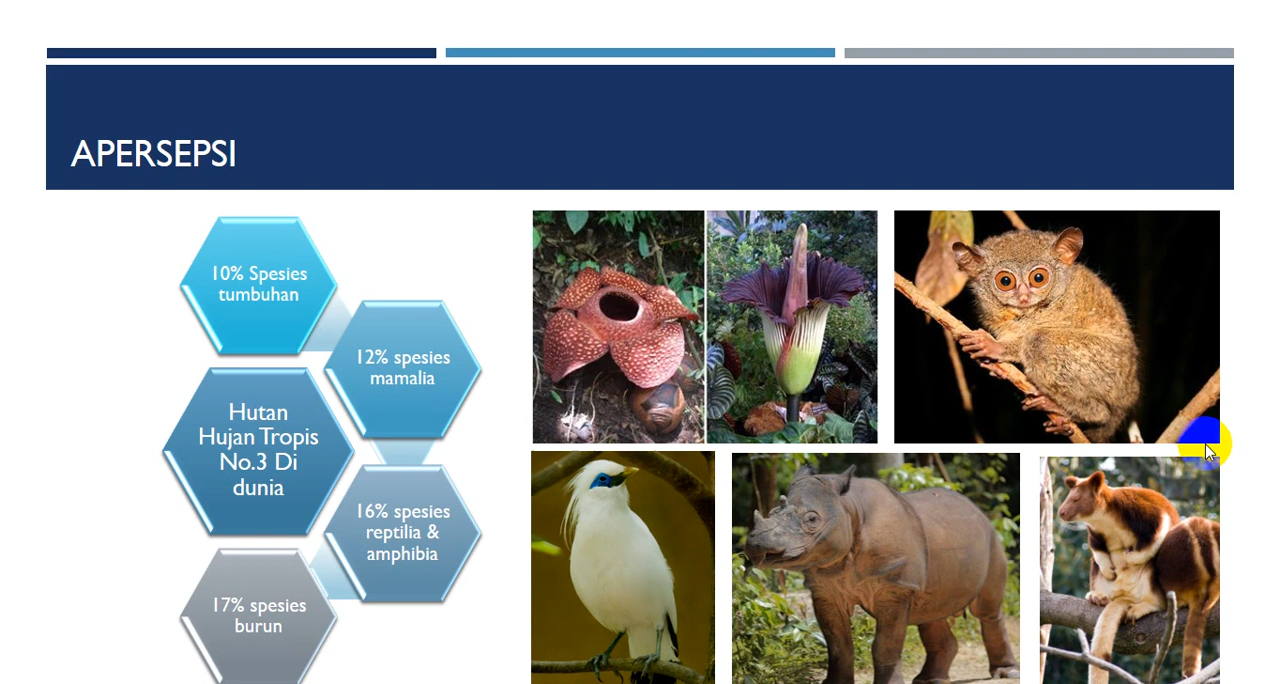 APERSEPSI
10% Spesies
tumbuhan
12% spesies
mamalia
Hutan
Hujan Tropis
No.3 Di
dunia
16% spesies
reptilia &
amphibia
17% spesies
burun